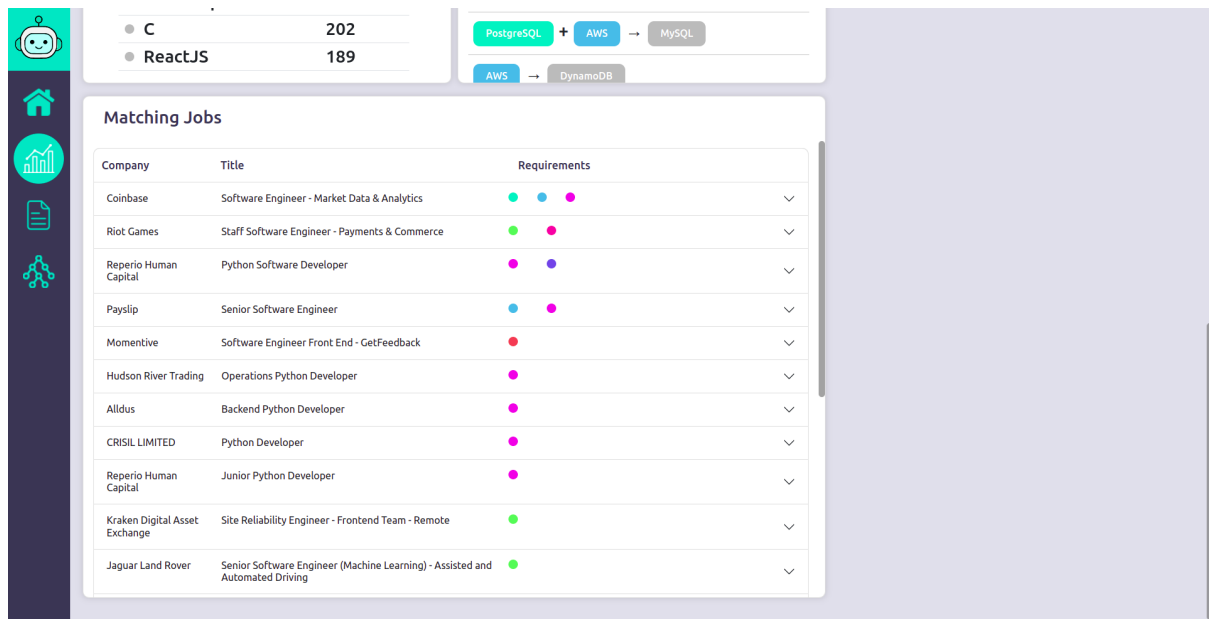 C 202
ReactJS 189
PostgreSQL + AWS → MySQL
AWS → DynamoDB
Matching Jobs
Company Title Requirements
Coinbase Software Engineer - Market Data & Analytics
Riot Games Staff Software Engineer - Payments & Commerce
Reperio Human Python Software Developer
Capital
Payslip Senior Software Engineer
Momentive Software Engineer Front End - GetFeedback
Hudson River Trading Operations Python Developer
Alldus Backend Python Developer
CRISIL LIMITED Python Developer
Reperio Human Junior Python Developer
Capital
Kraken Digital Asset Site Reliability Engineer - Frontend Team - Remote
Exchange
Jaguar Land Rover Senior Software Engineer (Machine Learning) - Assisted and
Automated Driving